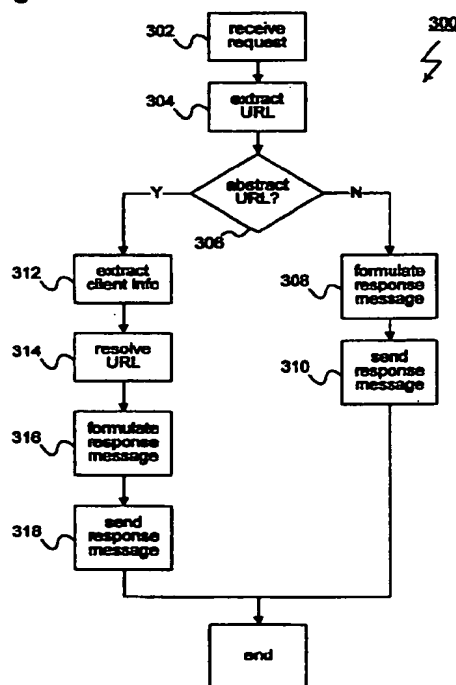 302
receive
request
300
304
extract
URL
abstract
URL?
Y
N
306
312
extract
client info
308
formulate
response
message
314
resolve
URL
310
send
response
message
316
formulate
response
message
318
send
response
message
end